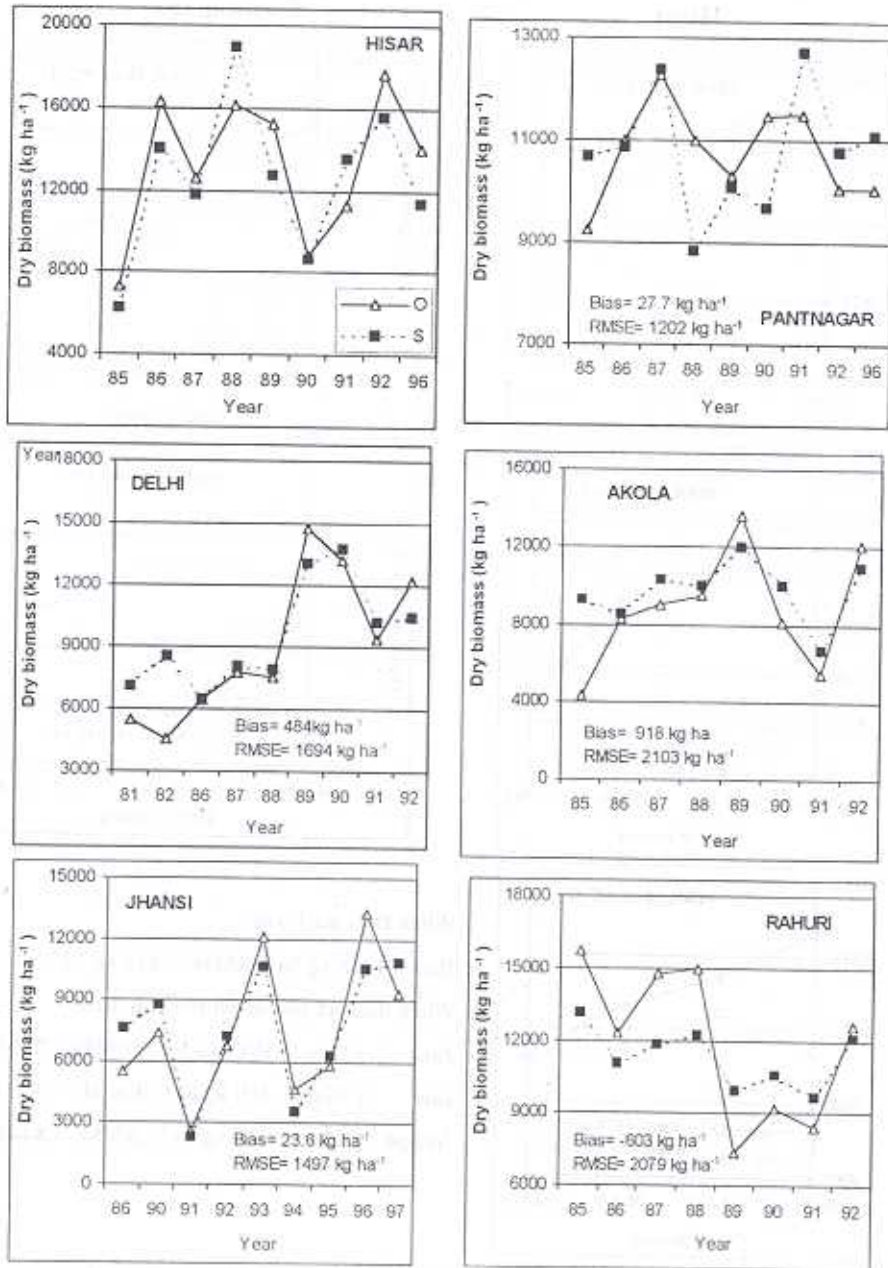 HISAR
20000
16000
12000
8000
4000
Dry biomass (kg ha⁻¹)
O
S
85 86 87 88 89 90 91 92 96
Year
PANTNAGAR
13000
11000
9000
7000
Dry biomass (kg ha⁻¹)
Bias= 27.7 kg ha⁻¹
RMSE= 1202 kg ha⁻¹
85 86 87 88 89 90 91 92 96
Year
Year
DELHI
18000
15000
12000
9000
6000
3000
Dry biomass (kg ha⁻¹)
Bias= 484kg ha⁻¹
RMSE= 1694 kg ha⁻¹
81 82 86 87 88 89 90 91 92
Year
AKOLA
16000
12000
8000
4000
0
Dry biomass (kg ha⁻¹)
Bias= 918 kg ha
RMSE= 2103 kg ha⁻¹
85 86 87 88 89 90 91 92
Year
JHANSI
15000
12000
9000
6000
3000
0
Dry biomass (kg ha⁻¹)
Bias= 23.6 kg ha⁻¹
RMSE= 1497 kg ha⁻¹
86 90 91 92 93 94 95 96 97
Year
RAHURI
18000
15000
12000
9000
6000
Dry biomass (kg ha⁻¹)
Bias= -603 kg ha⁻¹
RMSE= 2079 kg ha⁻¹
85 86 87 88 89 90 91 92
Year